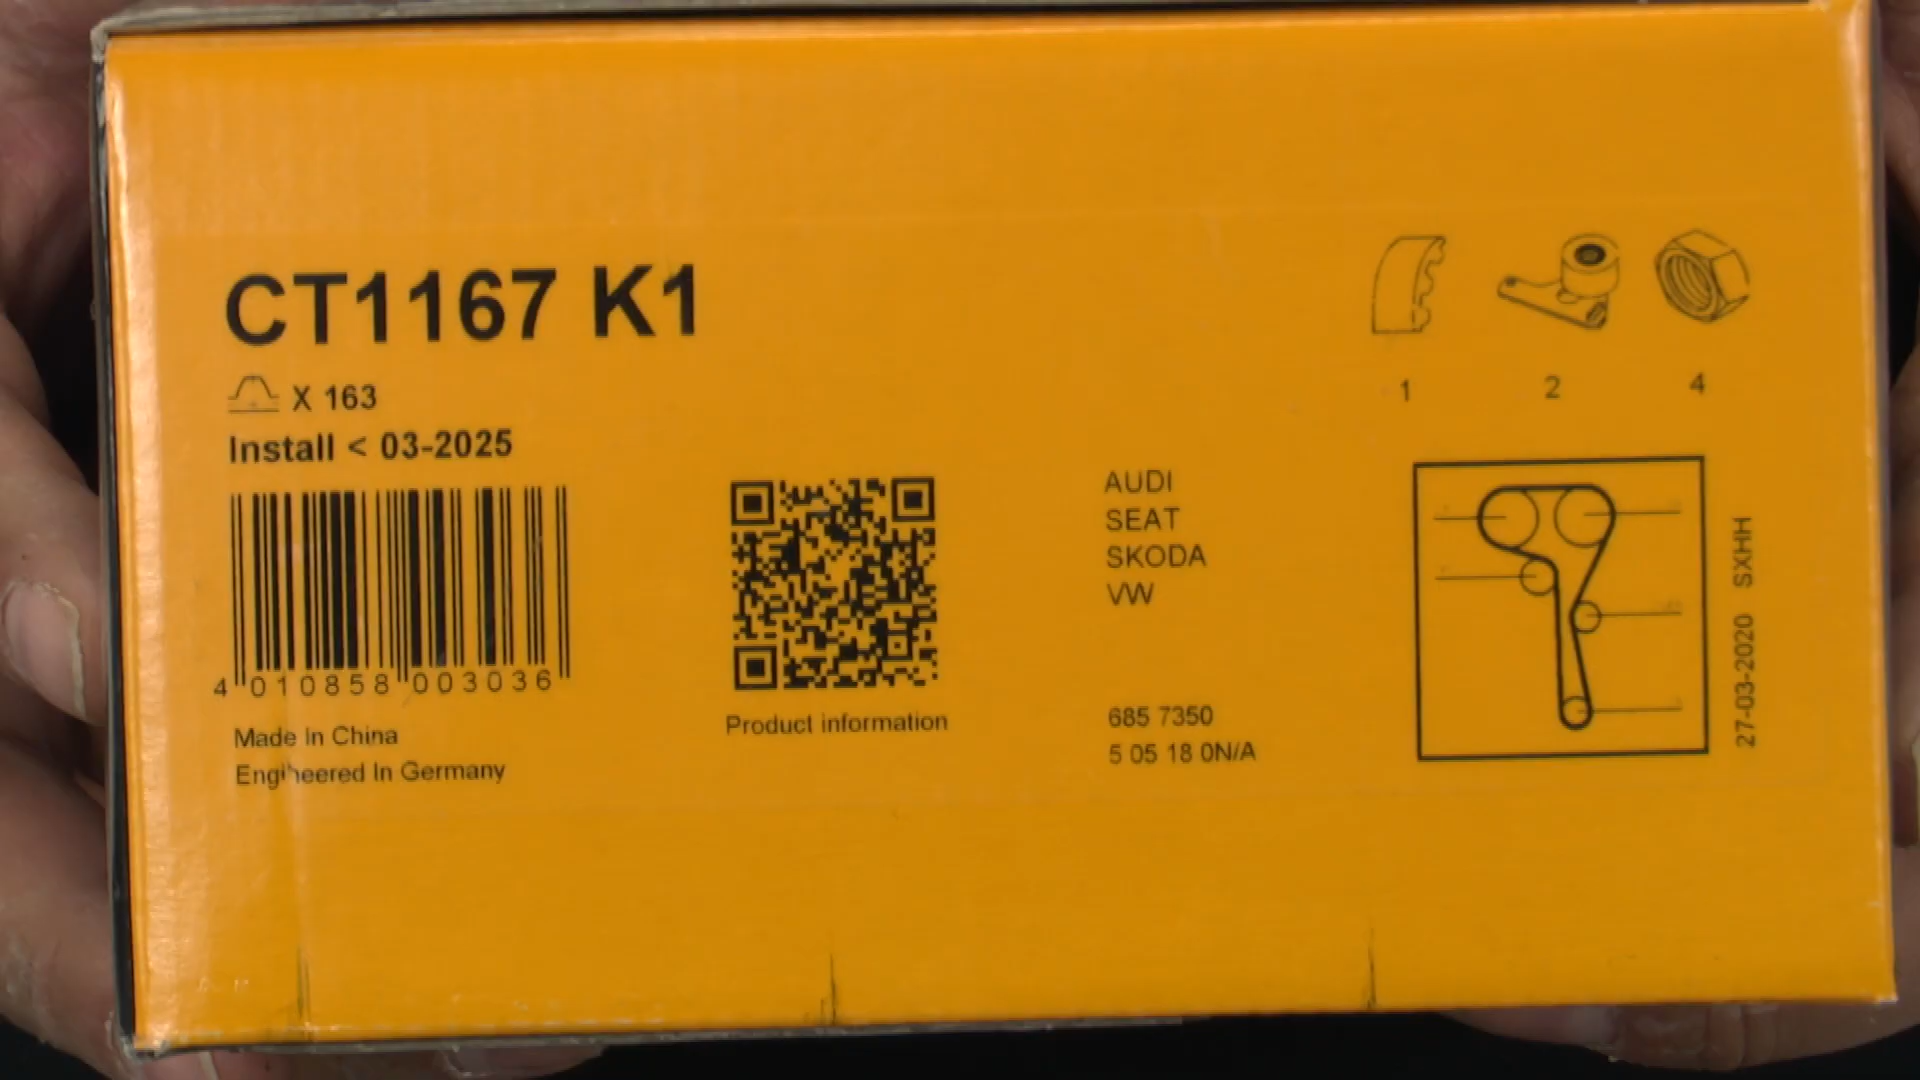 CT1167 K1
X 163
Install < 03-2025
4 010858 003036
Made In China
Engineered In Germany
Product information
AUDI
SEAT
SKODA
VW
685 7350
5 05 18 0N/A
1 2 4
27-03-2020 SXHH